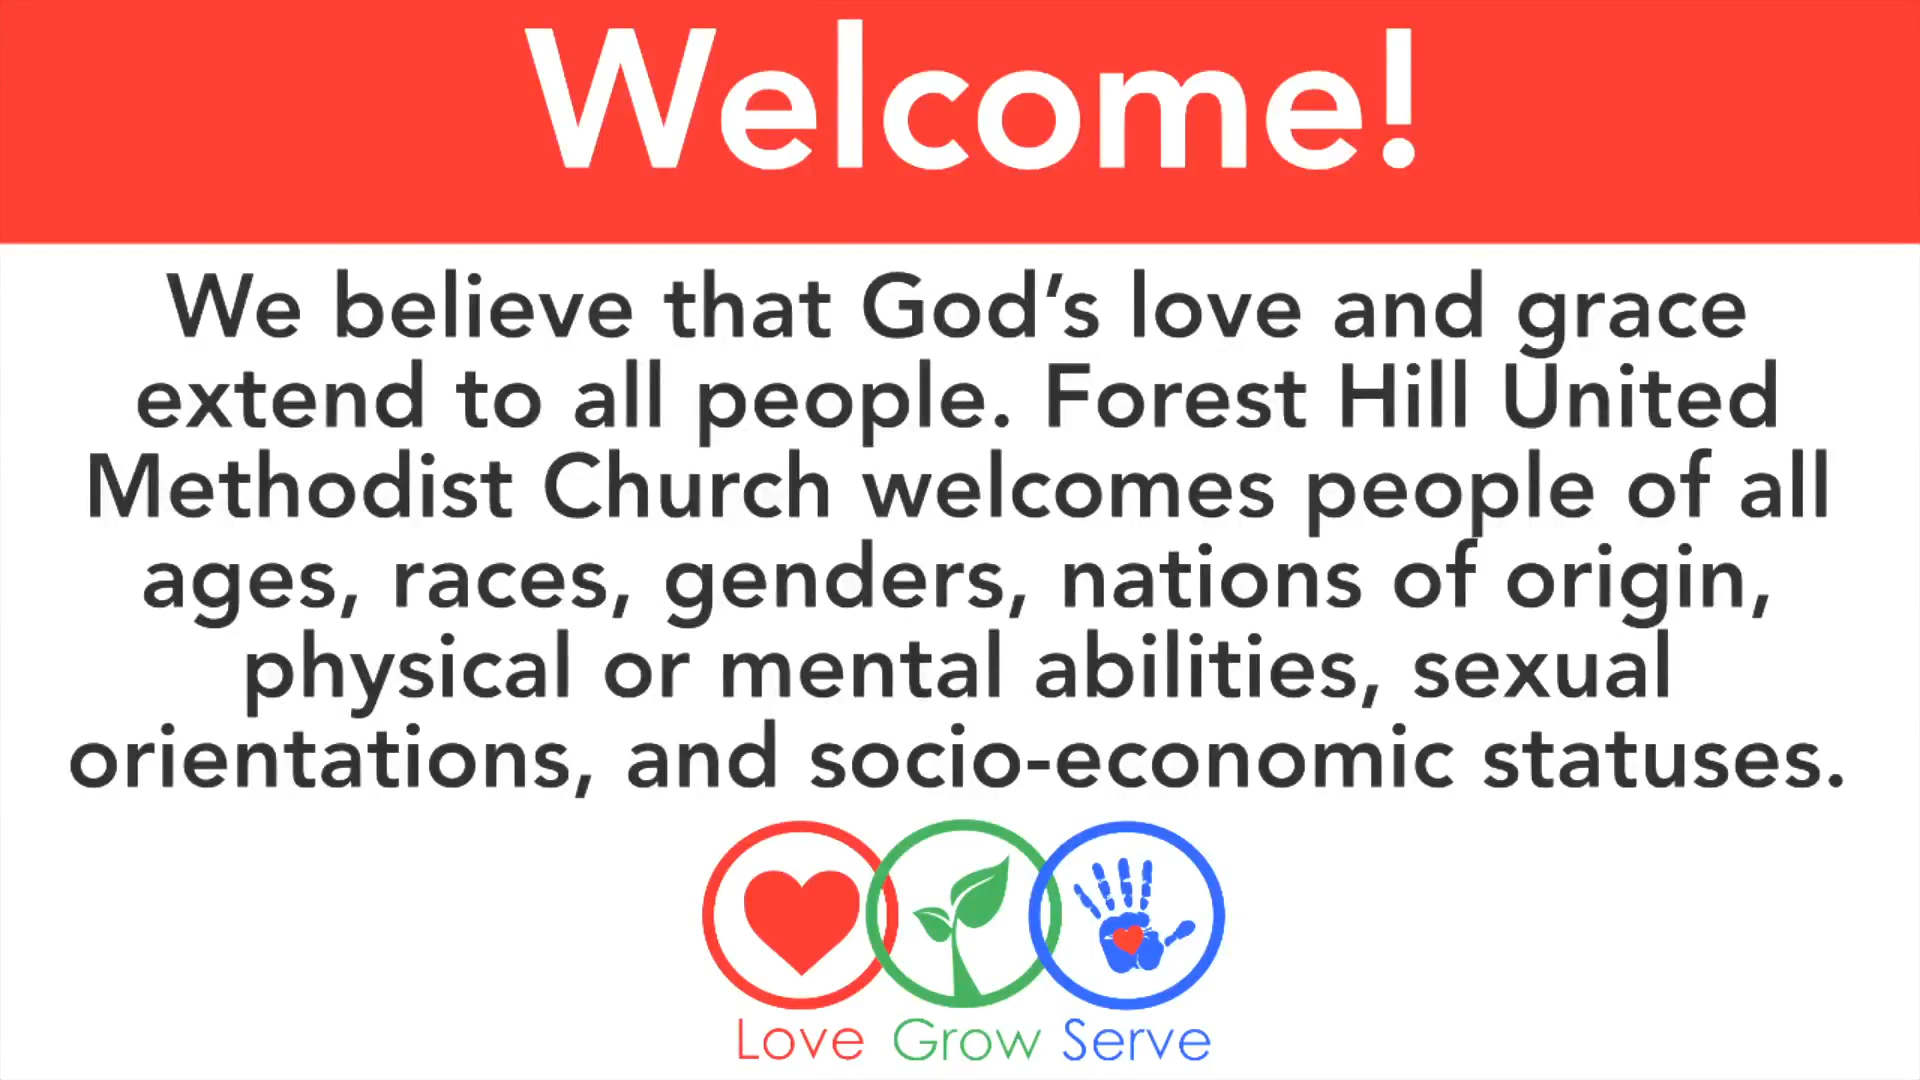 Welcome!
We believe that God’s love and grace
extend to all people. Forest Hill United
Methodist Church welcomes people of all
ages, races, genders, nations of origin,
physical or mental abilities, sexual
orientations, and socio-economic statuses.
Love Grow Serve